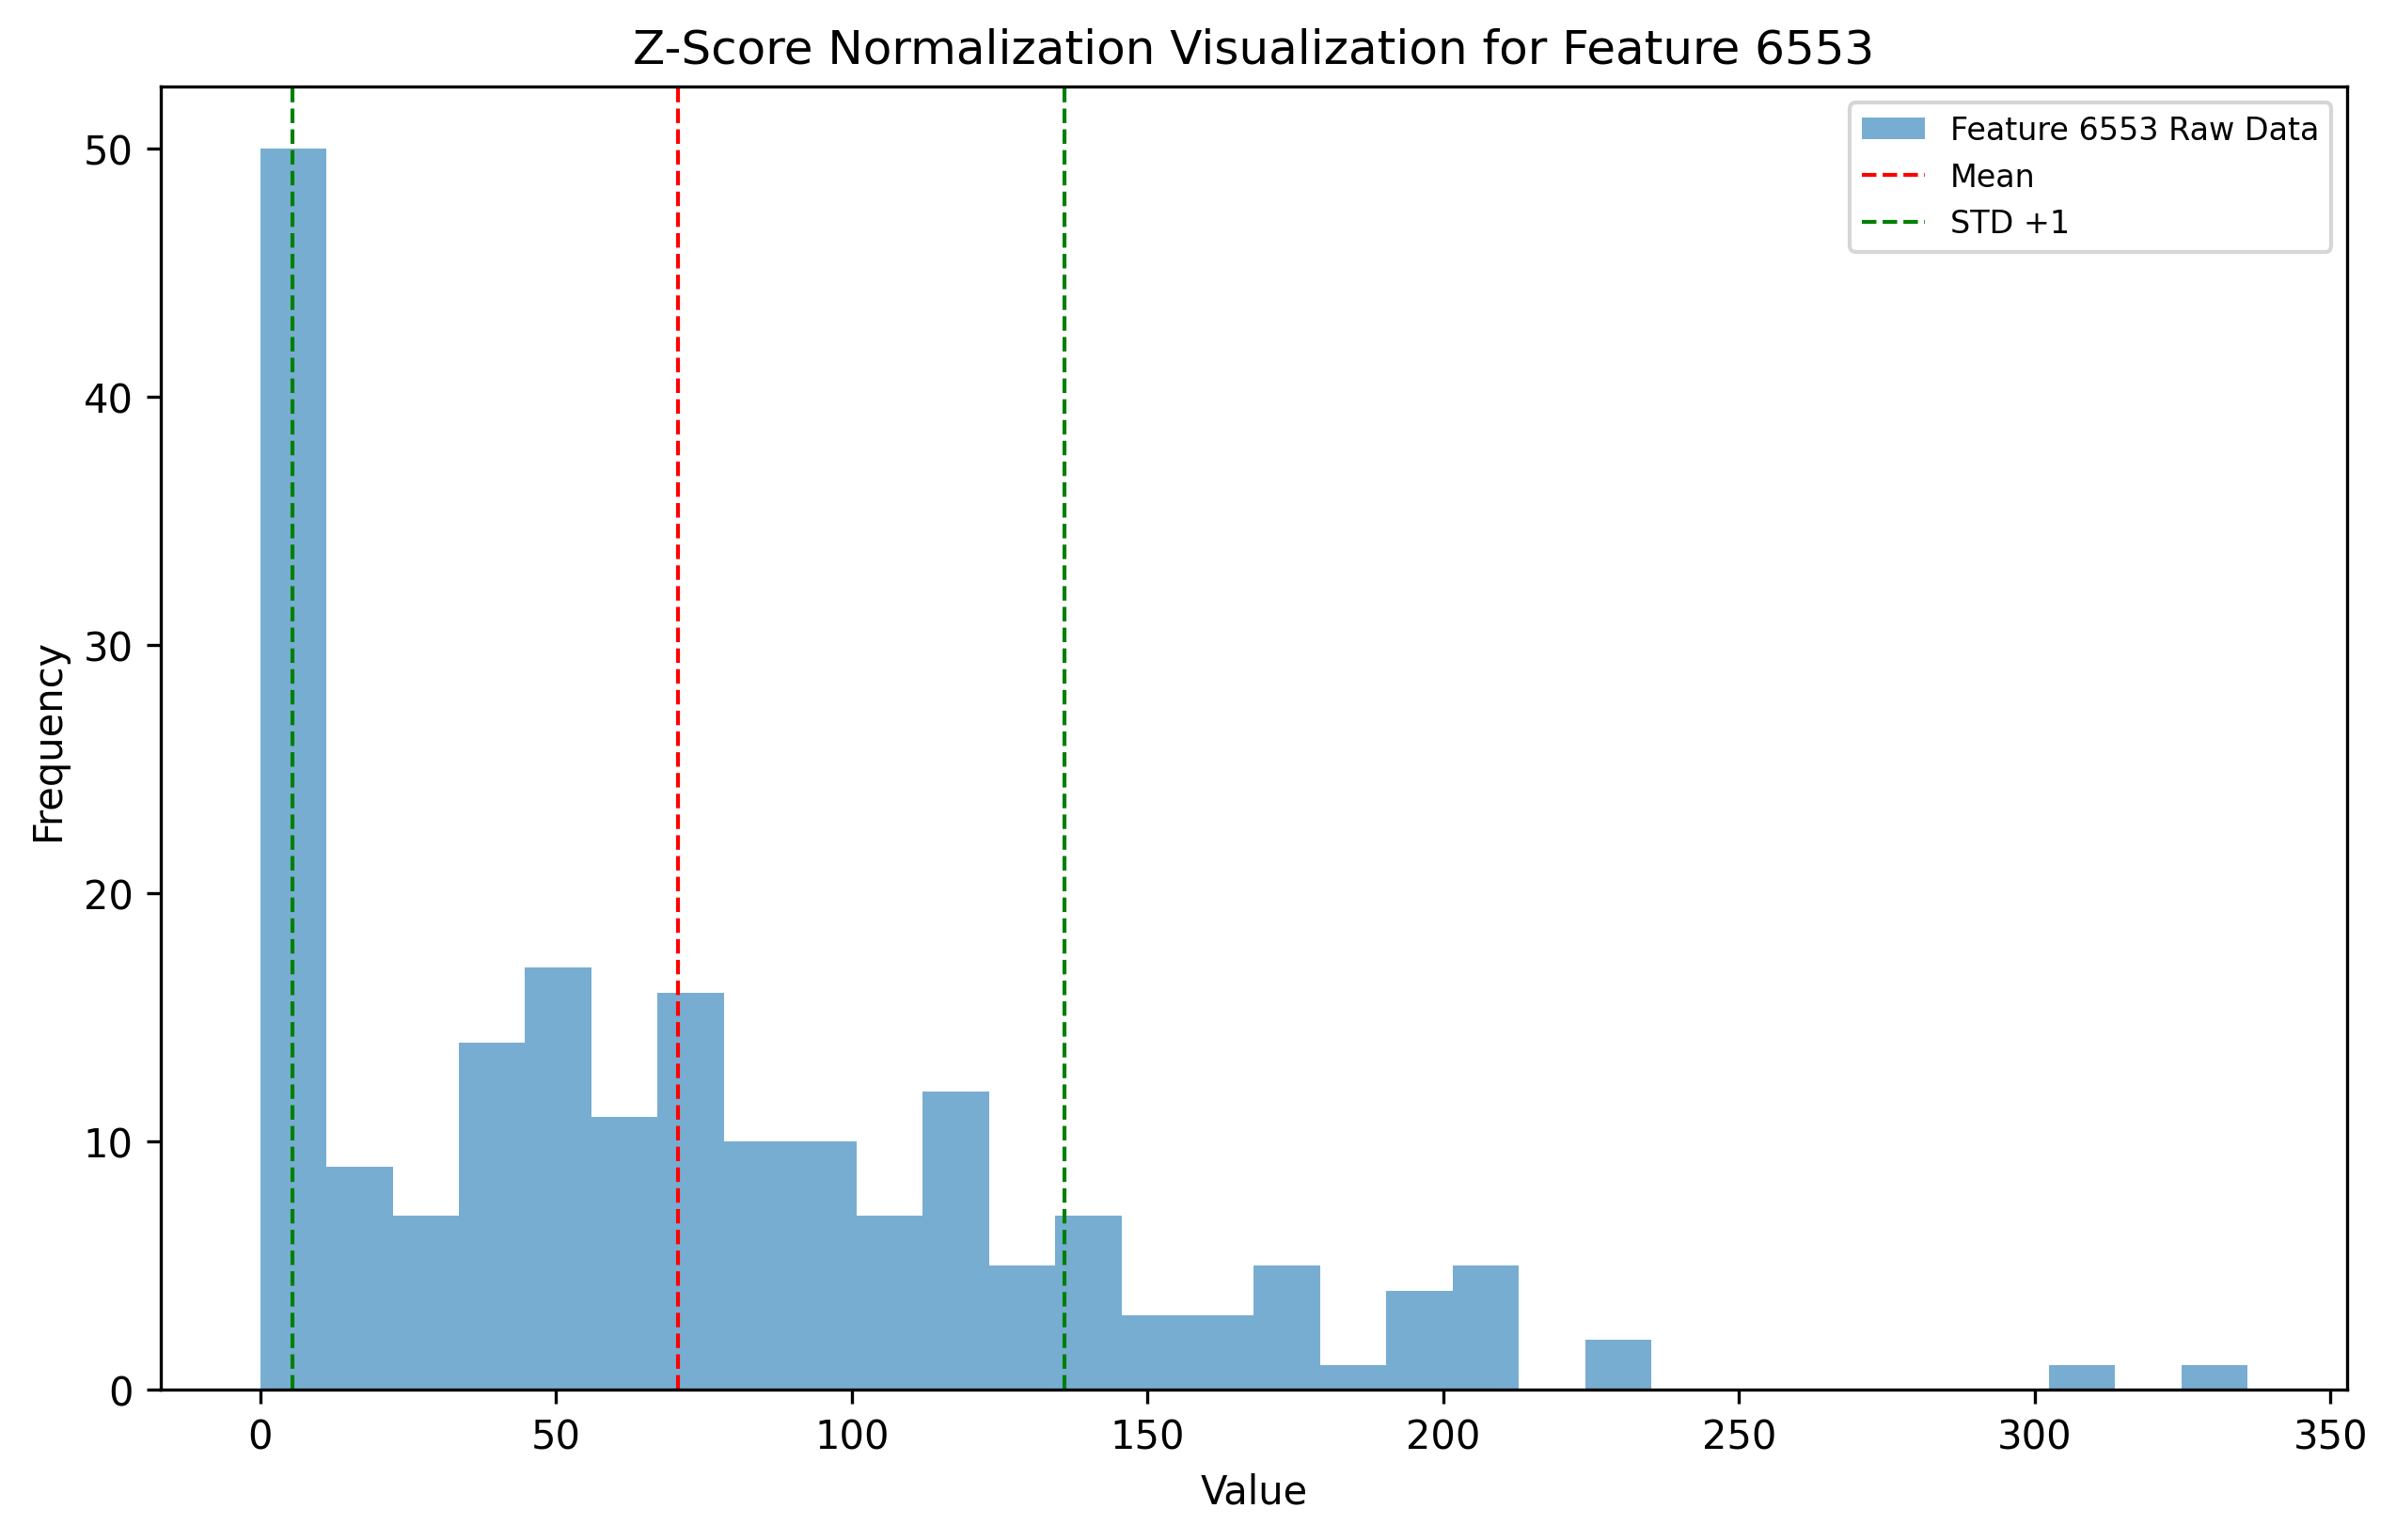 Z-Score Normalization Visualization for Feature 6553
Feature 6553 Raw Data
Mean
STD +1
Frequency
50
40
30
20
10
0
0 50 100 150 200 250 300 350
Value